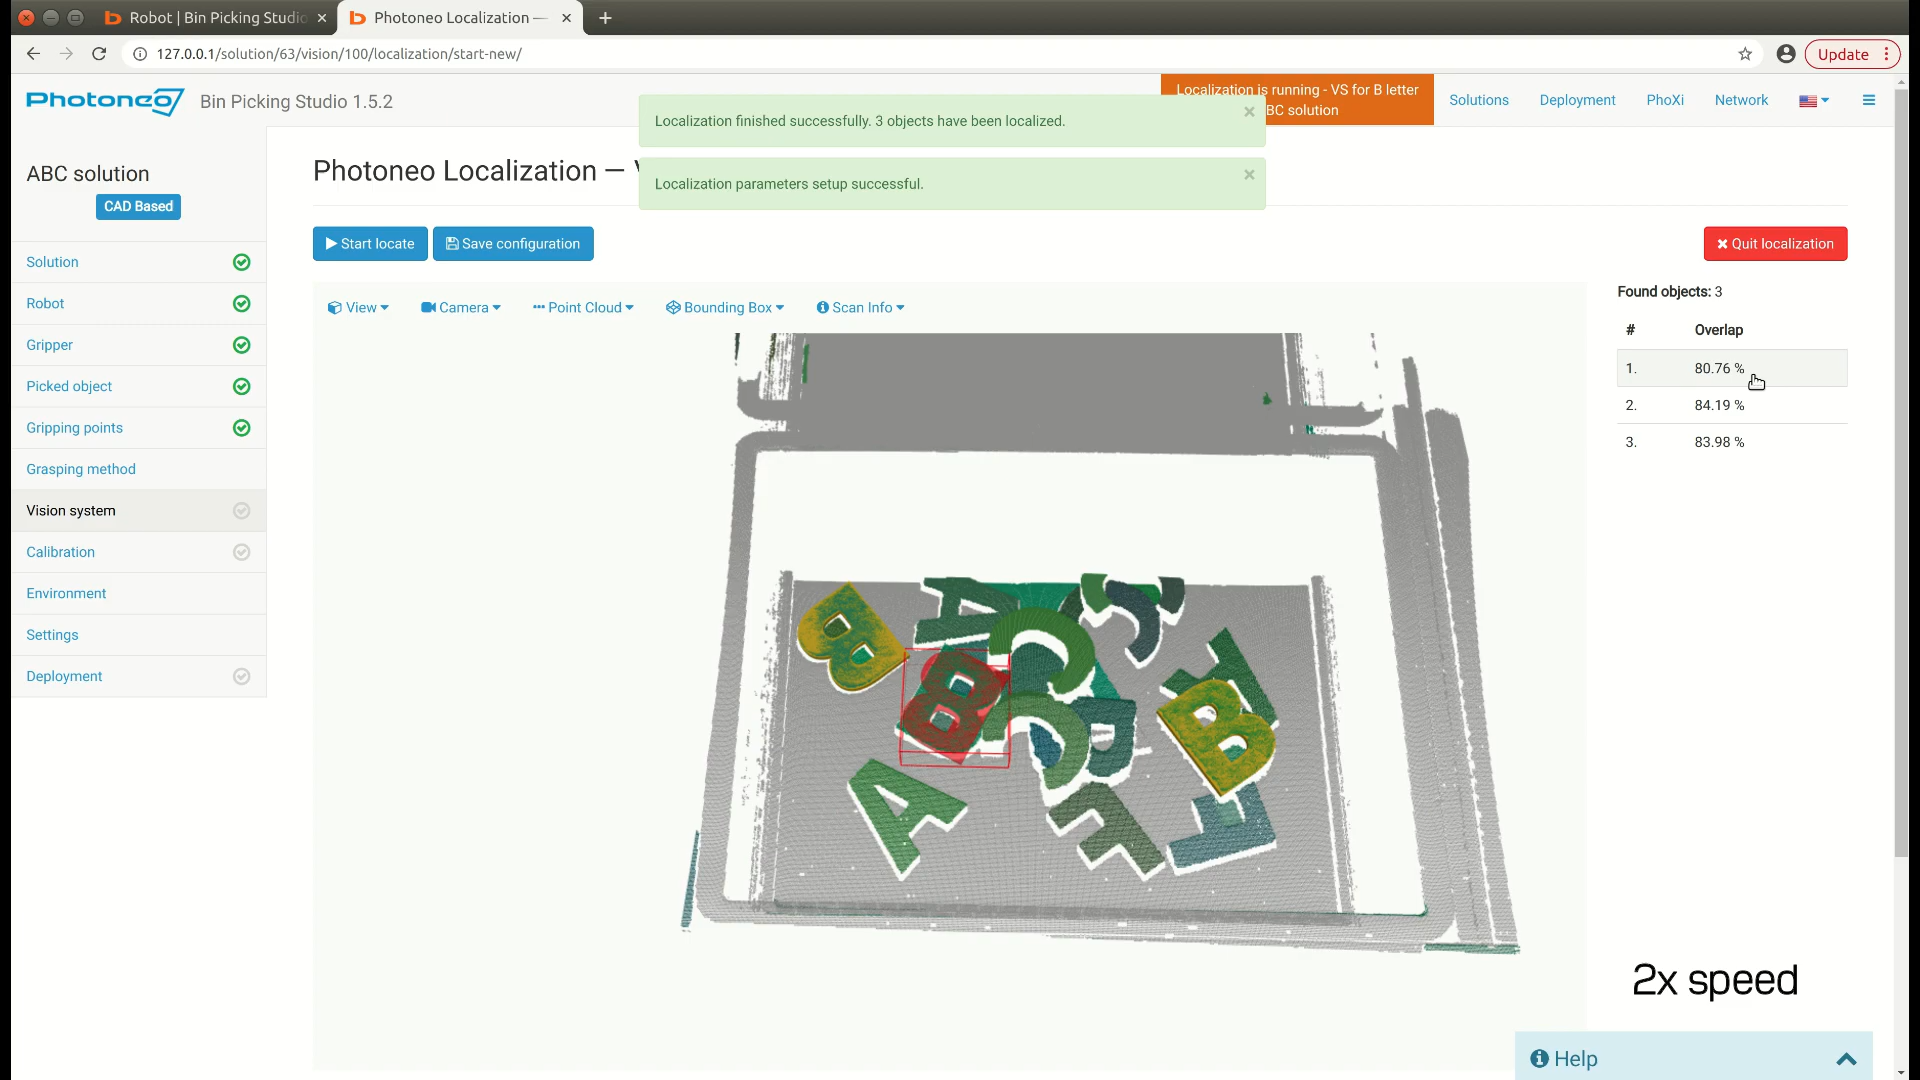 Robot | Bin Picking Studio
Photoneo Localization —
127.0.0.1/solution/63/vision/100/localization/start-new/
Update
Photoneo
Bin Picking Studio 1.5.2
Localization is running - VS for B letter
BC solution
Solutions
Deployment
PhoXi
Network
Localization finished successfully. 3 objects have been localized.
Localization parameters setup successful.
ABC solution
CAD Based
Photoneo Localization —
Start locate
Save configuration
Quit localization
Solution
Robot
Gripper
Picked object
Gripping points
Grasping method
Vision system
Calibration
Environment
Settings
Deployment
View
Camera
Point Cloud
Bounding Box
Scan Info
Found objects: 3
# Overlap
1. 80.76 %
2. 84.19 %
3. 83.98 %
2x speed
Help